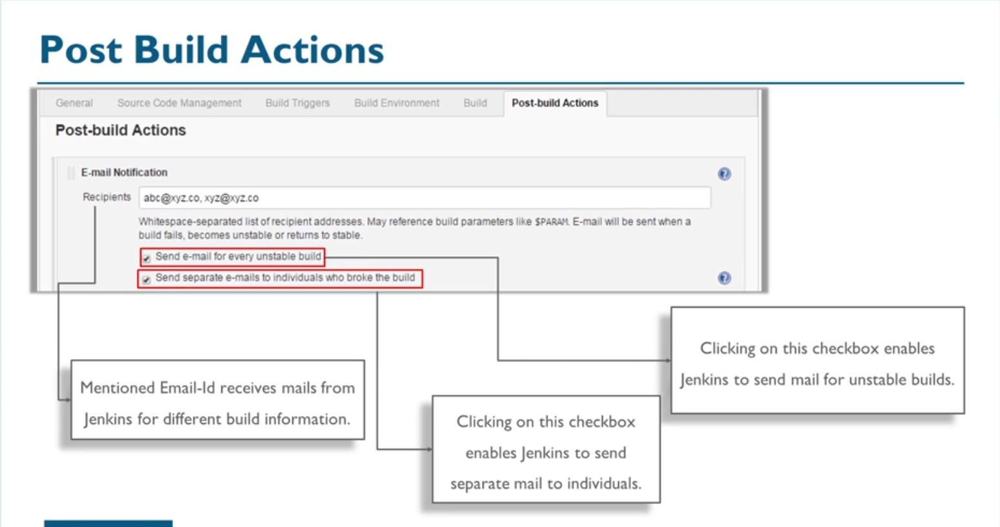 Post Build Actions
General Source Code Management Build Triggers Build Environment Build Post-build Actions
Post-build Actions
E-mail Notification
Recipients abc@xyz.co, xyz@xyz.co
Whitespace-separated list of recipient addresses. May reference build parameters like $PARAM. E-mail will be sent when a
build fails, becomes unstable or returns to stable.
Send e-mail for every unstable build
Send separate e-mails to individuals who broke the build
Mentioned Email-Id receives mails from
Jenkins for different build information.
Clicking on this checkbox
enables Jenkins to send
separate mail to individuals.
Clicking on this checkbox enables
Jenkins to send mail for unstable builds.